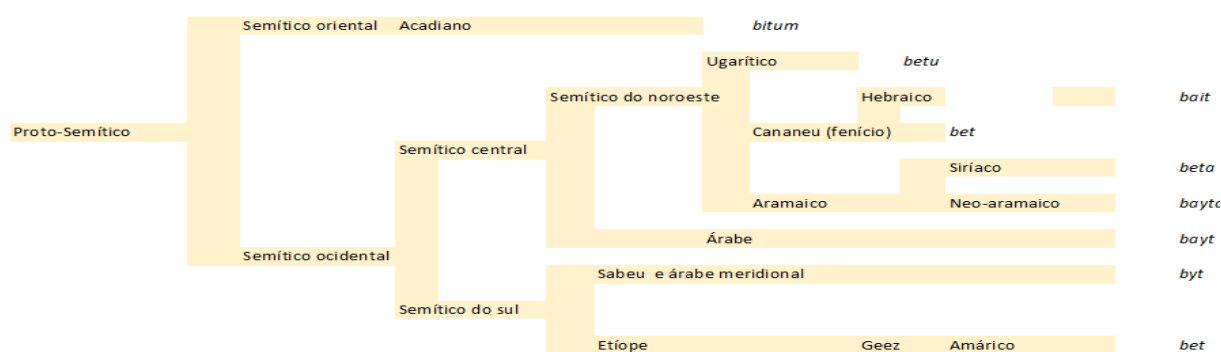 Semítico oriental Acadiano bitum
Ugarítico betu
Semítico do noroeste Hebraico bait
Proto-Semítico Cananeu (fenício) bet
Semítico central
Siríaco beta
Aramaico Neo-aramaico bayto
Árabe bayt
Semítico ocidental
Sabeu e árabe meridional byt
Semítico do sul
Etíope Geez Amárico bet